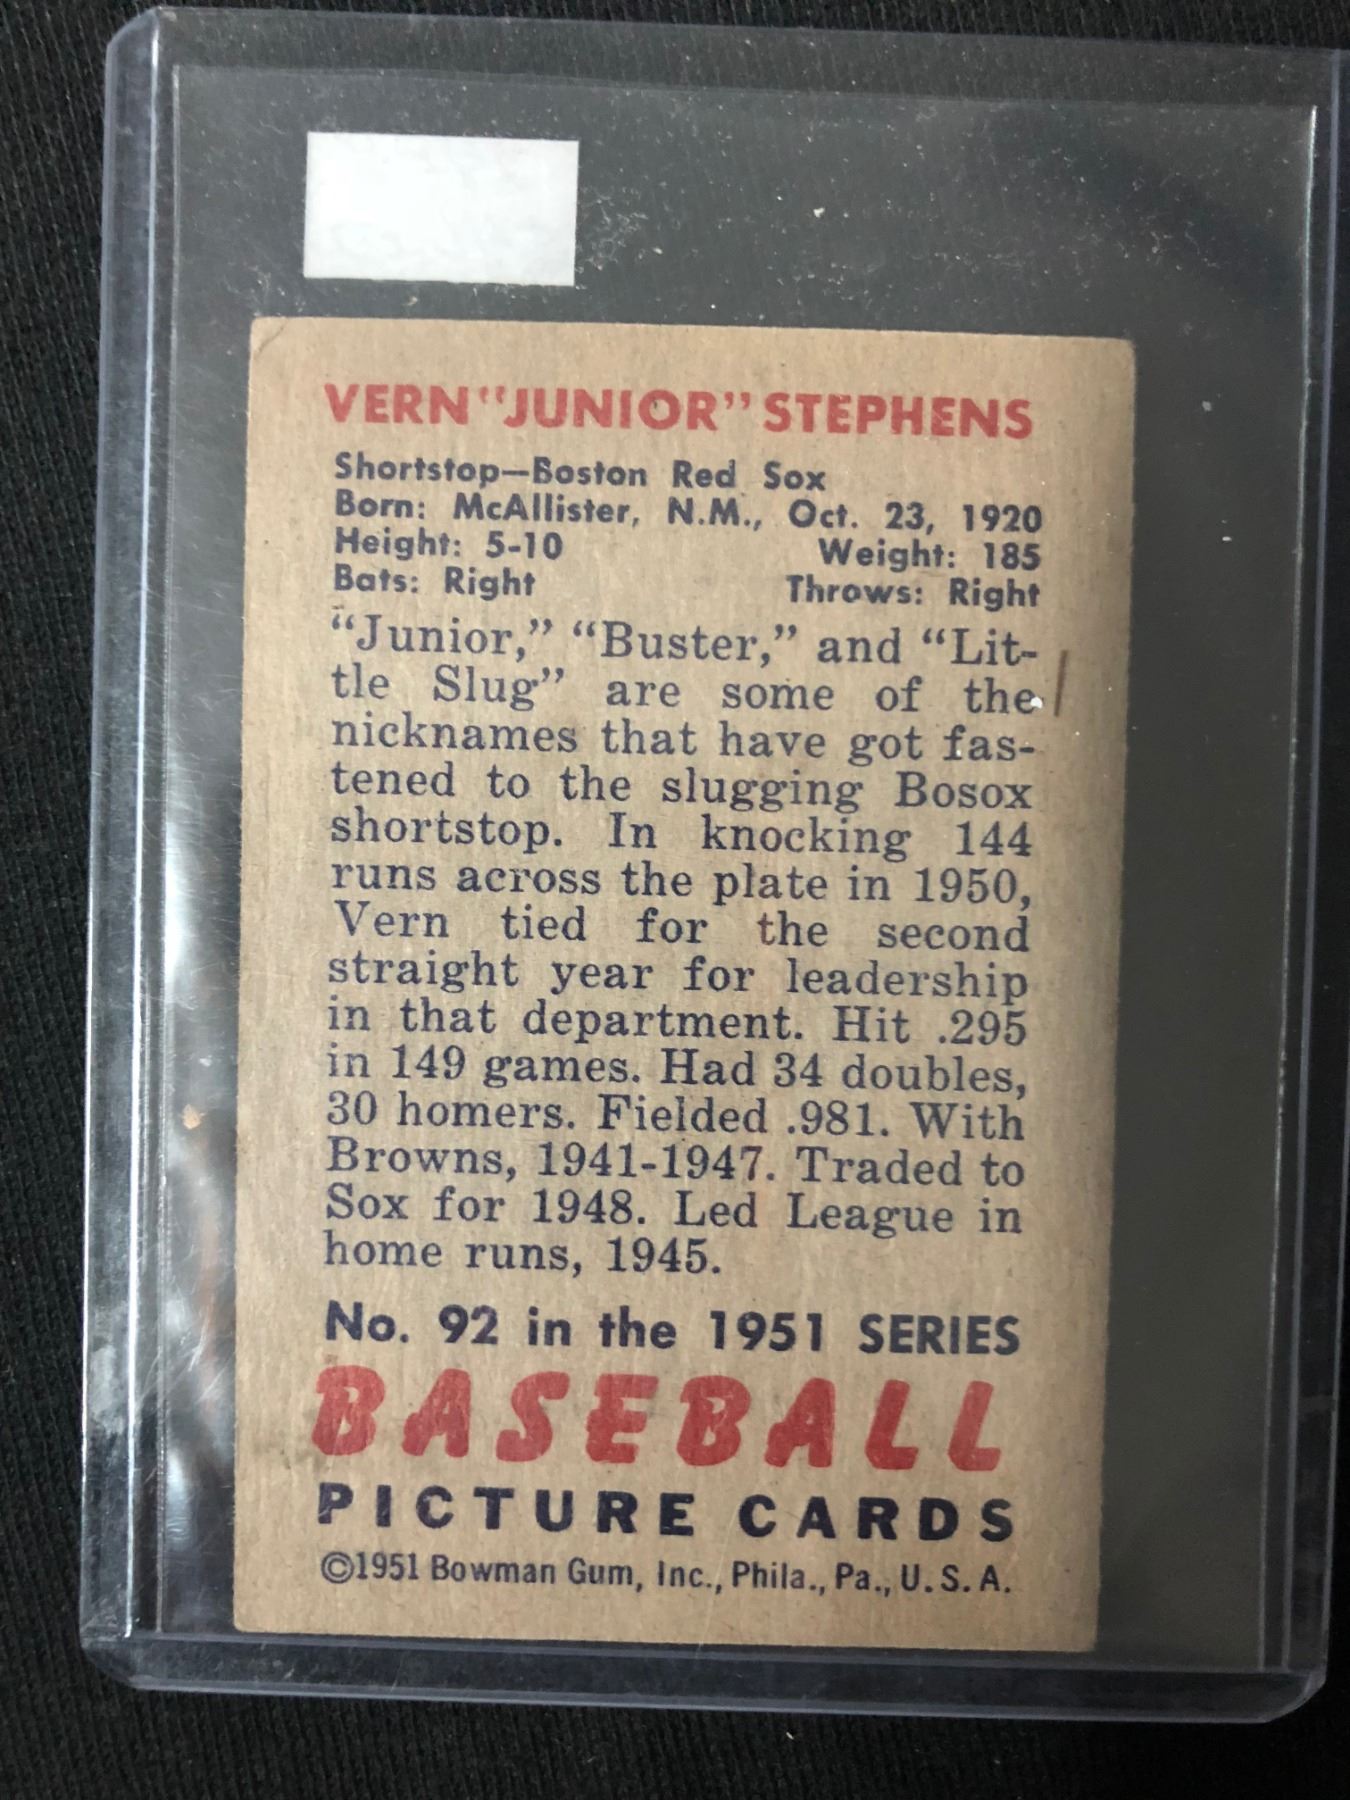 VERN "JUNIOR" STEPHENS
Shortstop—Boston Red Sox
Born: McAllister, N.M., Oct. 23, 1920
Height: 5-10 Weight: 185
Bats: Right Throws: Right
"Junior," "Buster," and "Lit-
tle Slug" are some of the
nicknames that have got fas-
tened to the slugging Bosox
shortstop. In knocking 144
runs across the plate in 1950,
Vern tied for the second
straight year for leadership
in that department. Hit .295
in 149 games. Had 34 doubles,
30 homers. Fielded .981. With
Browns, 1941-1947. Traded to
Sox for 1948. Led League in
home runs, 1945.
No. 92 in the 1951 SERIES
BASEBALL
PICTURE CARDS
©1951 Bowman Gum, Inc., Phila., Pa., U.S.A.